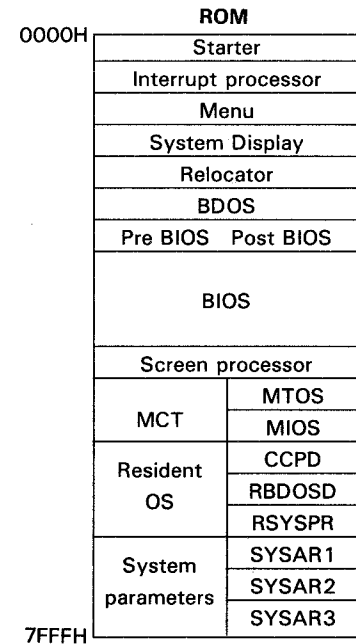 ROM
0000H
Starter
Interrupt processor
Menu
System Display
Relocator
BDOS
Pre BIOS Post BIOS
BIOS
Screen processor
MCT
MTOS
MIOS
Resident
OS
CCPD
RBDOSD
RSYSPR
System
parameters
SYSAR1
SYSAR2
SYSAR3
7FFFH